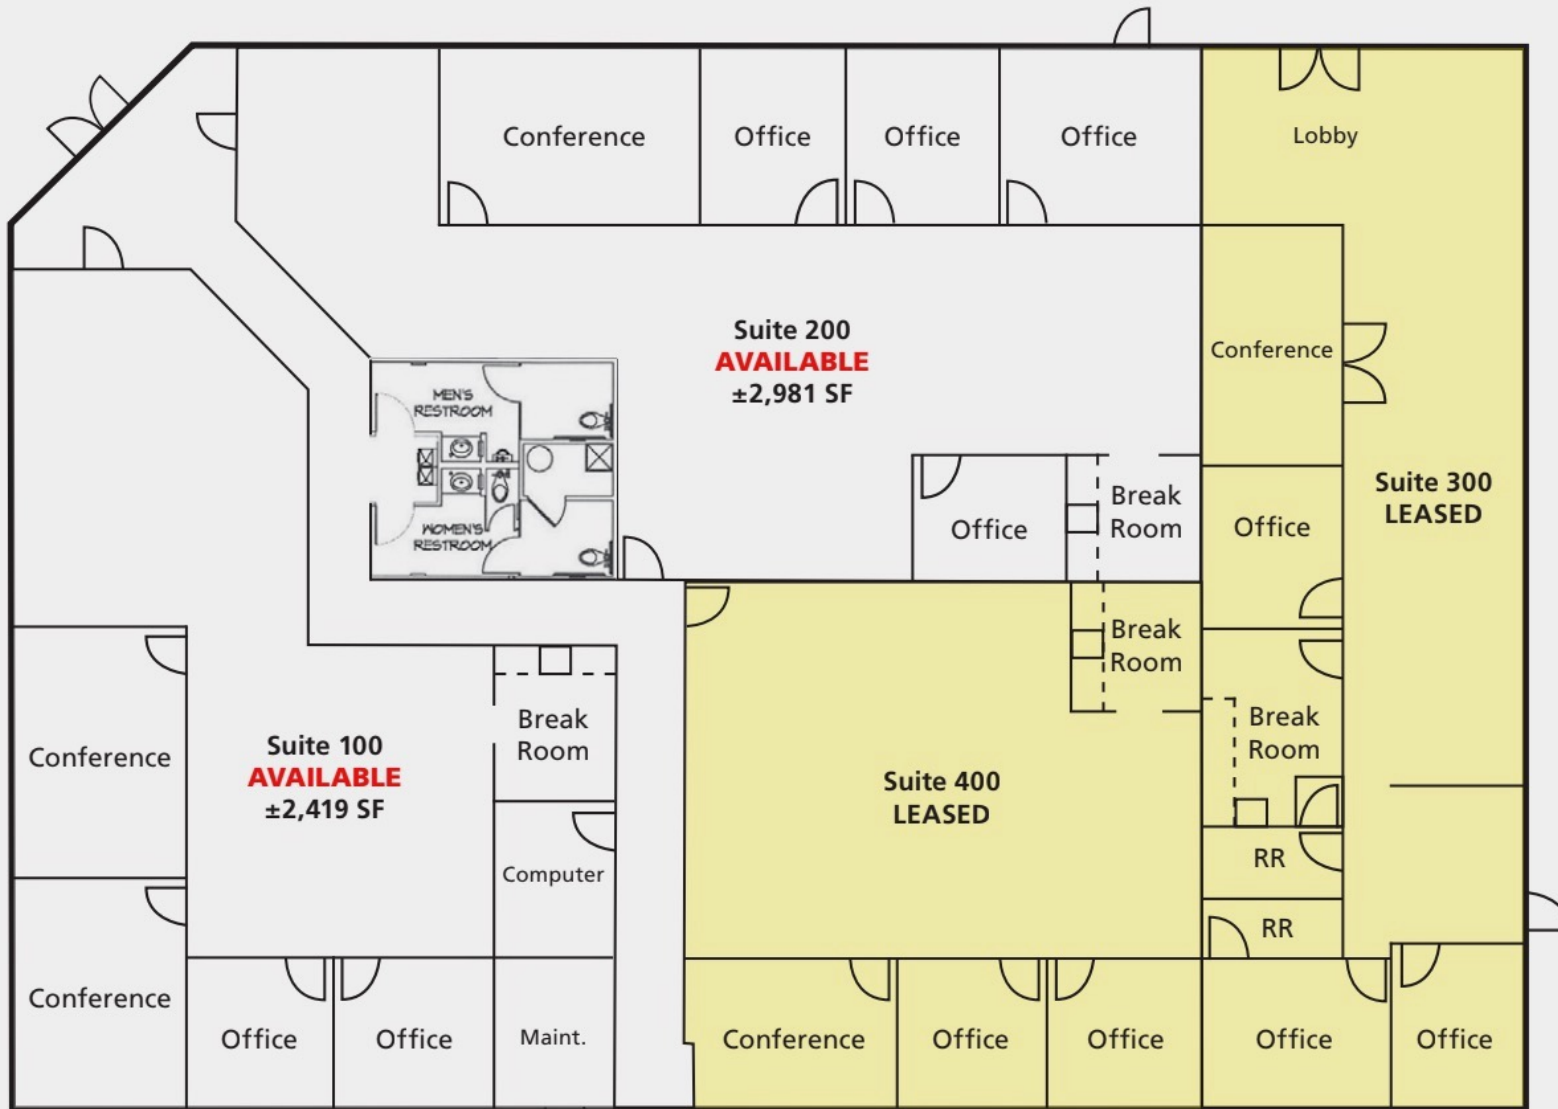 Conference
Office
Office
Office
Lobby
Suite 200
AVAILABLE
±2,981 SF
Conference
MEN'S
RESTROOM
WOMEN'S
RESTROOM
Office
Break
Room
Office
Suite 300
LEASED
Break
Room
Break
Room
Conference
Suite 100
AVAILABLE
±2,419 SF
Break
Room
Suite 400
LEASED
Computer
RR
RR
Conference
Office
Office
Maint.
Conference
Office
Office
Office
Office